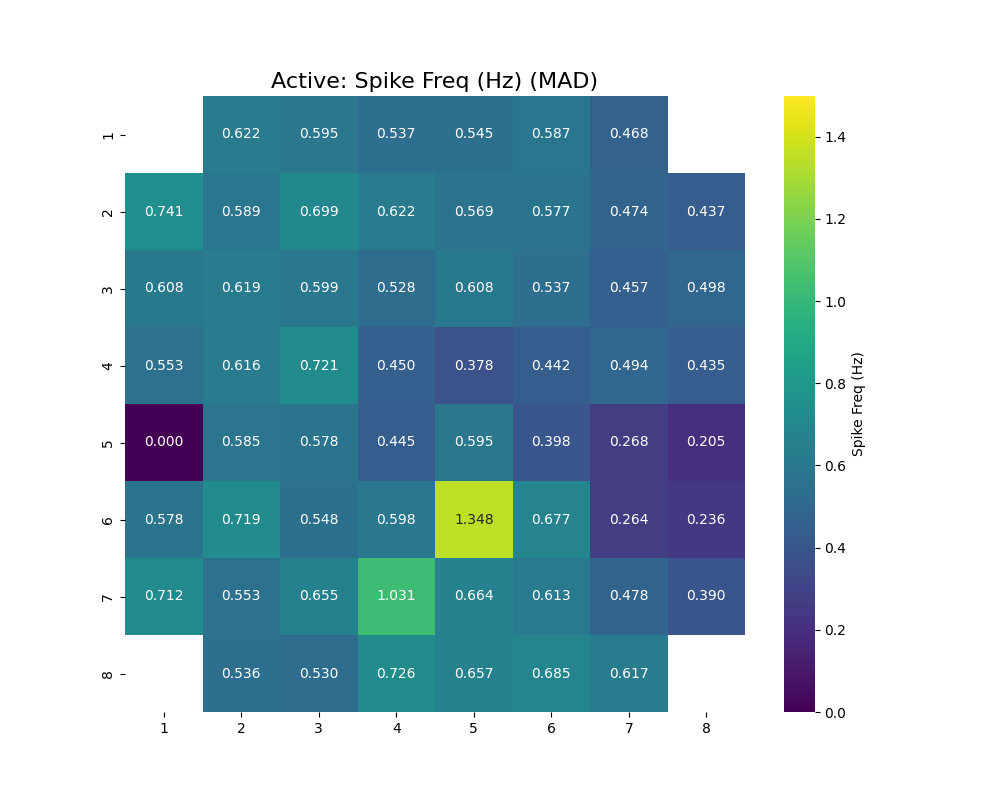 Active: Spike Freq (Hz) (MAD)
1 0.622 0.595 0.537 0.545 0.587 0.468
2 0.741 0.589 0.699 0.622 0.569 0.577 0.474 0.437
3 0.608 0.619 0.599 0.528 0.608 0.537 0.457 0.498
4 0.553 0.616 0.721 0.450 0.378 0.442 0.494 0.435
5 0.000 0.585 0.578 0.445 0.595 0.398 0.268 0.205
6 0.578 0.719 0.548 0.598 1.348 0.677 0.264 0.236
7 0.712 0.553 0.655 1.031 0.664 0.613 0.478 0.390
8 0.536 0.530 0.726 0.657 0.685 0.617
1 2 3 4 5 6 7 8
1.4
1.2
1.0
0.8
0.6
0.4
0.2
0.0
Spike Freq (Hz)